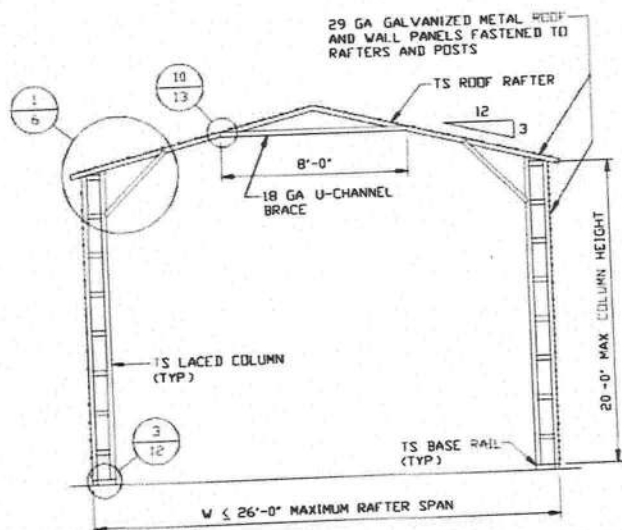 29 GA GALVANIZED METAL ROOF
AND WALL PANELS FASTENED TO
RAFTERS AND POSTS
10
13
TS ROOF RAFTER
1
6
12
3
8'-0"
18 GA U-CHANNEL
BRACE
20'-0" MAX COLUMN HEIGHT
TS LACED COLUMN
(TYP)
3
12
TS BASE RAIL
(TYP)
W ≤ 26'-0" MAXIMUM RAFTER SPAN